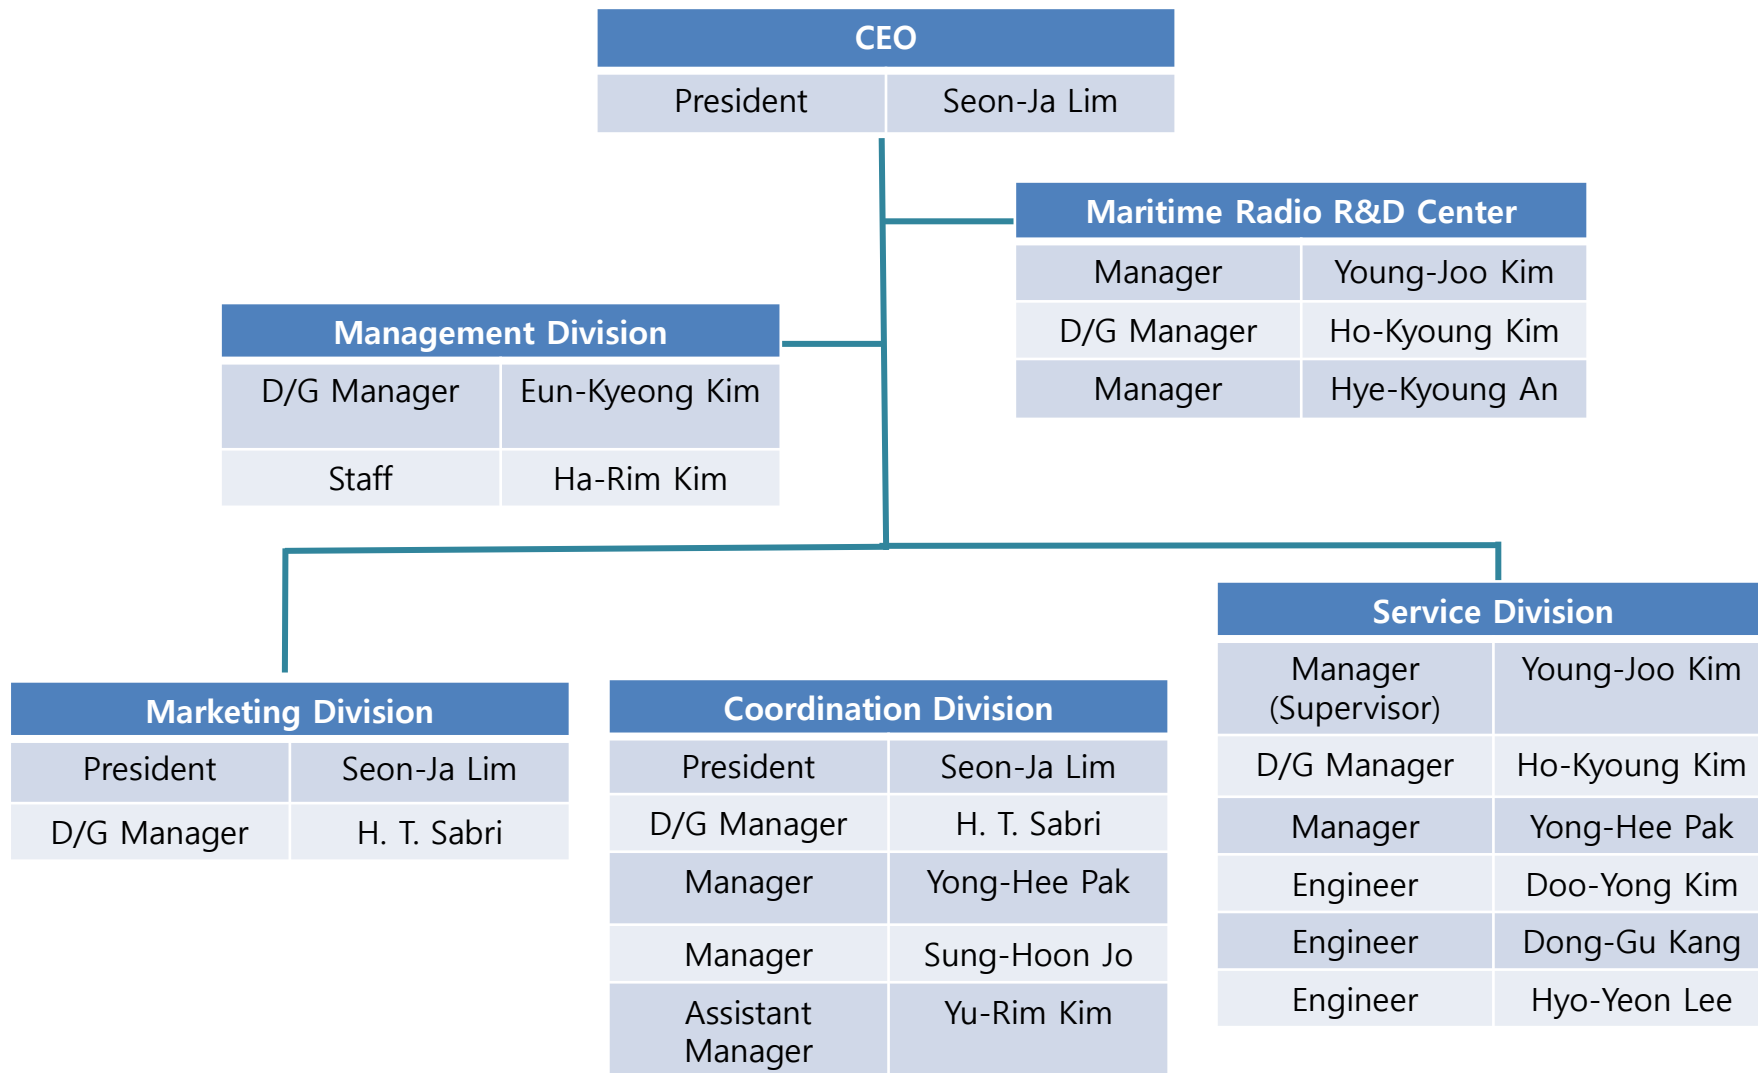 CEO
President Seon-Ja Lim
Maritime Radio R&D Center
Manager Young-Joo Kim
D/G Manager Ho-Kyoung Kim
Manager Hye-Kyoung An
Management Division
D/G Manager Eun-Kyeong Kim
Staff Ha-Rim Kim
Marketing Division
President Seon-Ja Lim
D/G Manager H. T. Sabri
Coordination Division
President Seon-Ja Lim
D/G Manager H. T. Sabri
Manager Yong-Hee Pak
Manager Sung-Hoon Jo
Assistant Yu-Rim Kim
Manager
Service Division
Manager Young-Joo Kim
(Supervisor)
D/G Manager Ho-Kyoung Kim
Manager Yong-Hee Pak
Engineer Doo-Yong Kim
Engineer Dong-Gu Kang
Engineer Hyo-Yeon Lee